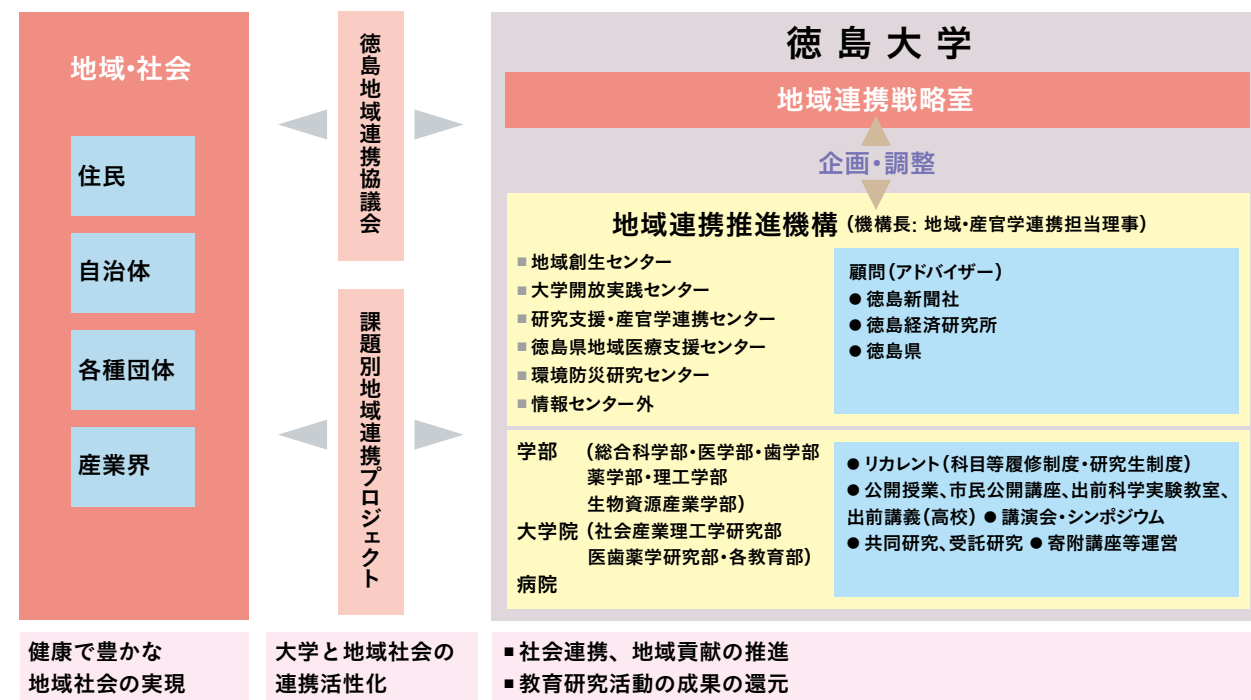 地域・社会
住民
自治体
各種団体
産業界
徳島地域連携協議会
課題別地域連携プロジェクト
徳島大学
地域連携戦略室
企画・調整
地域連携推進機構(機構長: 地域・産官学連携担当理事)
■地域創生センター
■大学開放実践センター
■研究支援・産官学連携センター
■徳島県地域医療支援センター
■環境防災研究センター
■情報センター外
顧問(アドバイザー)
●徳島新聞社
●徳島経済研究所
●徳島県
学部 (総合科学部・医学部・歯学部
薬学部・理工学部
生物資源産業学部)
大学院 (社会産業理工学研究部
医歯薬学研究部・各教育部)
病院
●リカレント(科目等履修制度・研究生制度)
●公開授業、市民公開講座、出前科学実験教室、
出前講義(高校) ●講演会・シンポジウム
●共同研究、受託研究 ●寄附講座等運営
健康で豊かな
地域社会の実現
大学と地域社会の
連携活性化
■社会連携、地域貢献の推進
■教育研究活動の成果の還元